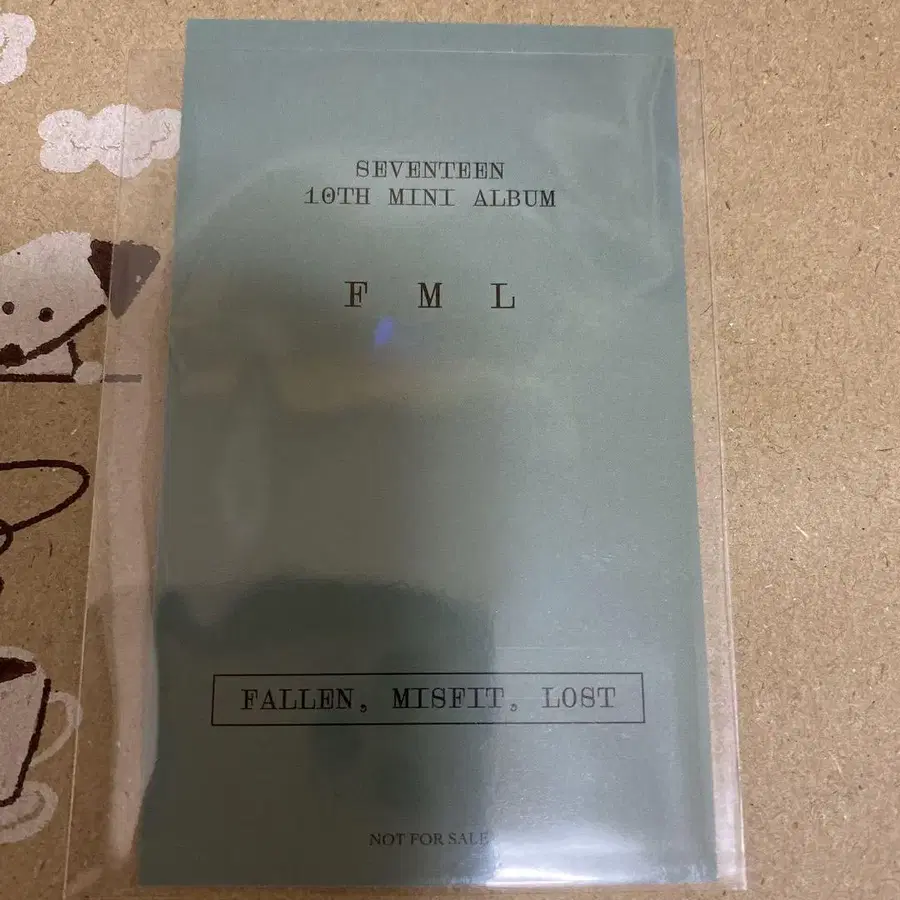 SEVENTEEN
10TH MINI ALBUM
F M L
FALLEN, MISFIT, LOST
NOT FOR SALE